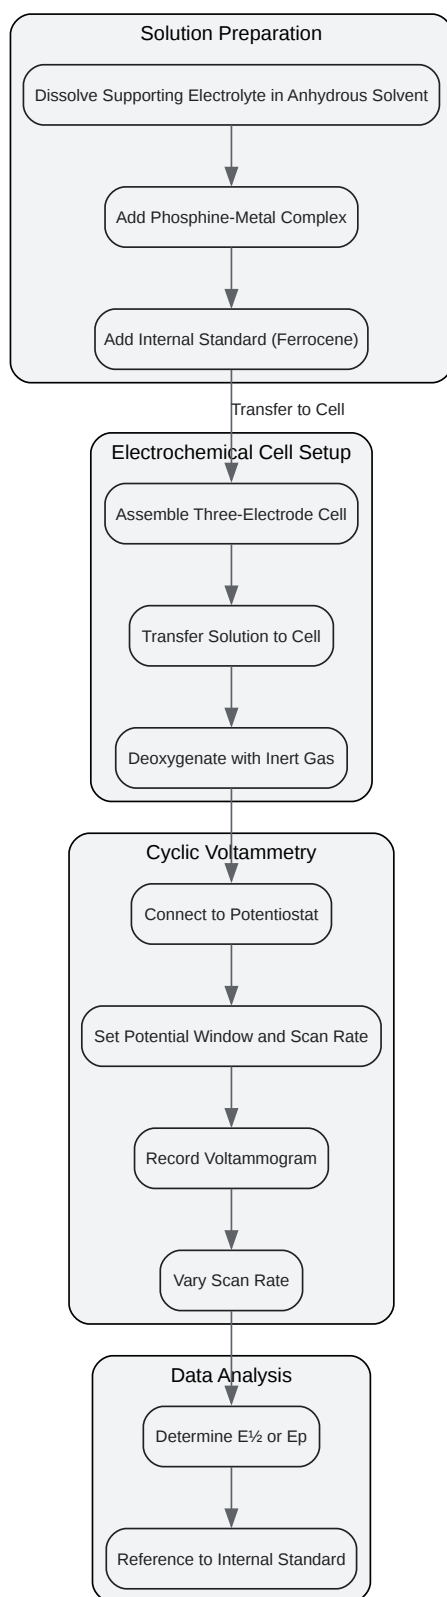 Solution Preparation
Dissolve Supporting Electrolyte in Anhydrous Solvent
Add Phosphine-Metal Complex
Add Internal Standard (Ferrocene)
Transfer to Cell
Electrochemical Cell Setup
Assemble Three-Electrode Cell
Transfer Solution to Cell
Deoxygenate with Inert Gas
Cyclic Voltammetry
Connect to Potentiostat
Set Potential Window and Scan Rate
Record Voltammogram
Vary Scan Rate
Data Analysis
Determine E½ or Ep
Reference to Internal Standard